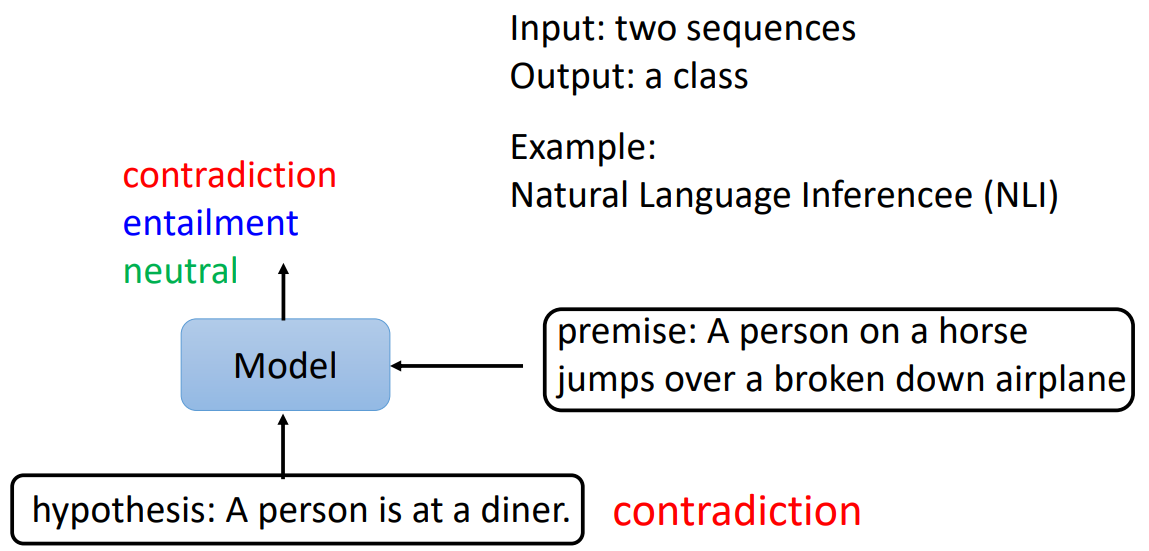 Input: two sequences
Output: a class
Example:
Natural Language Inferencee (NLI)
contradiction
entailment
neutral
Model
premise: A person on a horse
jumps over a broken down airplane
hypothesis: A person is at a diner.
contradiction